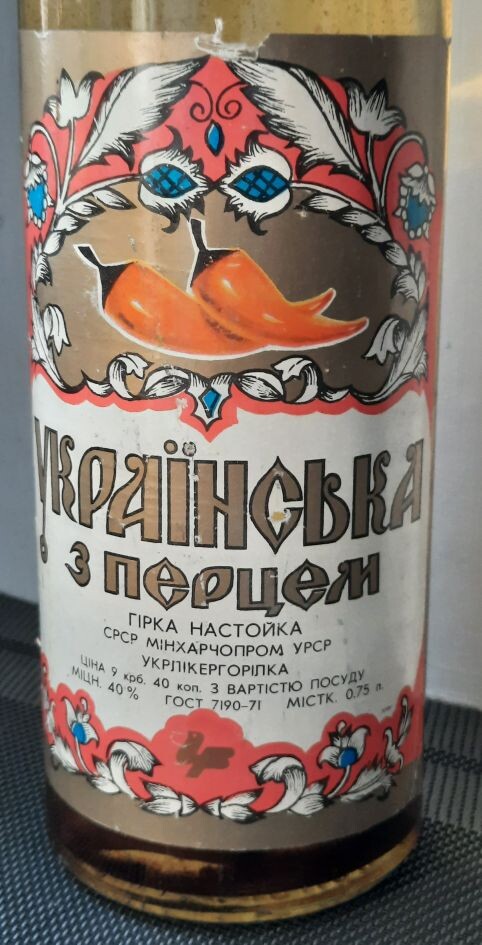 УКРАЇНСЬКА
З ПЕРЦЕМ
ГІРКА НАСТОЙКА
СРСР МІНХАРЧОПРОМ УРСР
УКРЛІКЕРГОРІЛКА
ЦІНА 9 крб. 40 коп. З ВАРТІСТЮ ПОСУДУ
МІЦН. 40% ГОСТ 7190-71 МІСТК. 0.75 л.